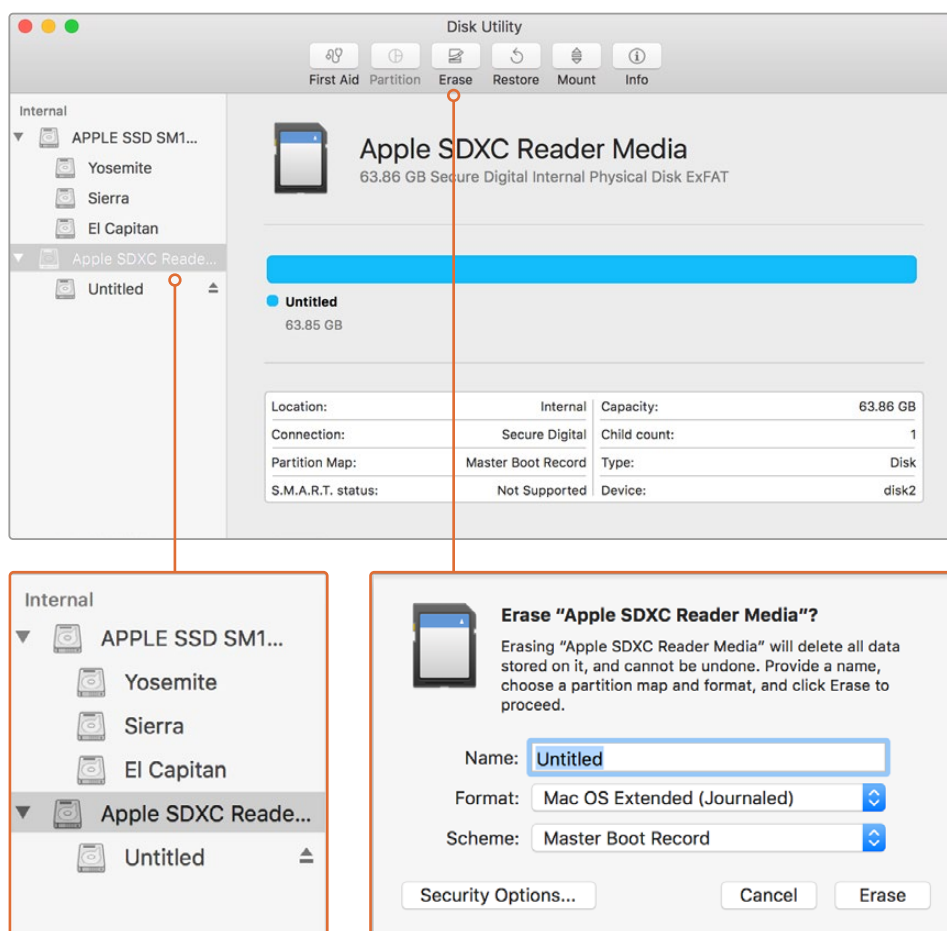 Disk Utility
First Aid Partition Erase Restore Mount Info
Internal
APPLE SSD SM1...
Yosemite
Sierra
El Capitan
Apple SDXC Reade...
Untitled
Apple SDXC Reader Media
63.86 GB Secure Digital Internal Physical Disk ExFAT
Untitled
63.85 GB
Location: Internal Capacity: 63.86 GB
Connection: Secure Digital Child count: 1
Partition Map: Master Boot Record Type: Disk
S.M.A.R.T. status: Not Supported Device: disk2
Internal
APPLE SSD SM1...
Yosemite
Sierra
El Capitan
Apple SDXC Reade...
Untitled
Erase “Apple SDXC Reader Media”?
Erasing “Apple SDXC Reader Media” will delete all data
stored on it, and cannot be undone. Provide a name,
choose a partition map and format, and click Erase to
proceed.
Name: Untitled
Format: Mac OS Extended (Journaled)
Scheme: Master Boot Record
Security Options... Cancel Erase